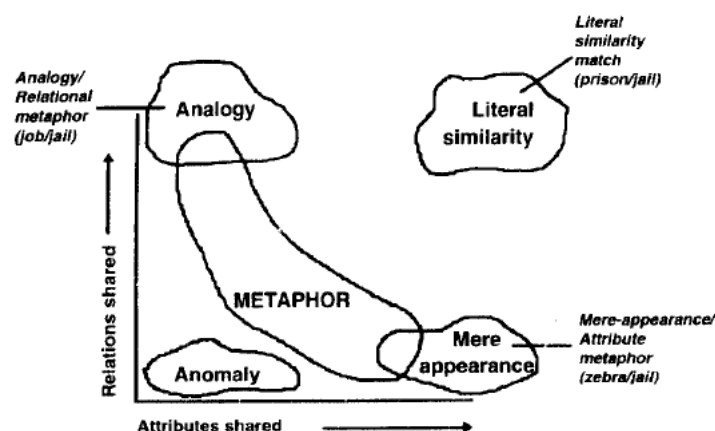 Literal
similarity
match
(prison/jail)
Analogy/
Relational
metaphor
(job/jail)
Analogy
Literal
similarity
Relations shared
METAPHOR
Mere-appearance/
Attribute
metaphor
(zebra/jail)
Mere
appearance
Anomaly
Attributes shared